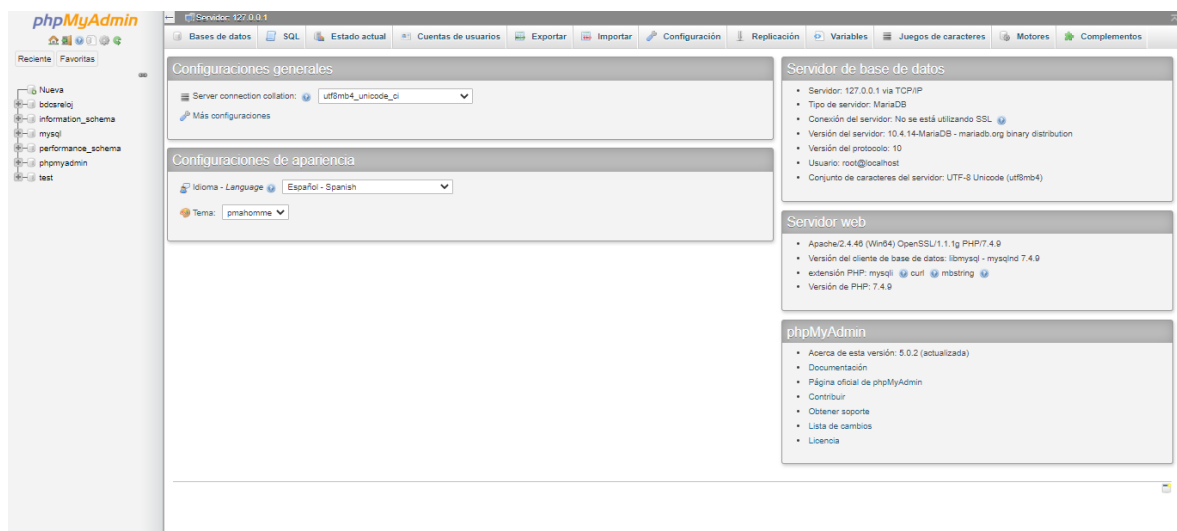 phpMyAdmin
Reciente Favoritas
Nueva
bdcsreloj
information_schema
mysql
performance_schema
phpmyadmin
test
Servidor: 127.0.0.1
Bases de datos SQL Estado actual Cuentas de usuarios Exportar Importar Configuración Replicación Variables Juegos de caracteres Motores Complementos
Configuraciones generales
Server connection collation: utf8mb4_unicode_ci
Más configuraciones
Configuraciones de apariencia
Idioma - Language Español - Spanish
Tema: pmahomme
Servidor de base de datos
Servidor: 127.0.0.1 via TCP/IP
Tipo de servidor: MariaDB
Conexión del servidor: No se está utilizando SSL
Versión del servidor: 10.4.14-MariaDB - mariadb.org binary distribution
Versión del protocolo: 10
Usuario: root@localhost
Conjunto de caracteres del servidor: UTF-8 Unicode (utf8mb4)
Servidor web
Apache/2.4.46 (Win64) OpenSSL/1.1.1g PHP/7.4.9
Versión del cliente de base de datos: libmysql - mysqlnd 7.4.9
extensión PHP: mysqli curl mbstring
Versión de PHP: 7.4.9
phpMyAdmin
Acerca de esta versión: 5.0.2 (actualizada)
Documentación
Página oficial de phpMyAdmin
Contribuir
Obtener soporte
Lista de cambios
Licencia